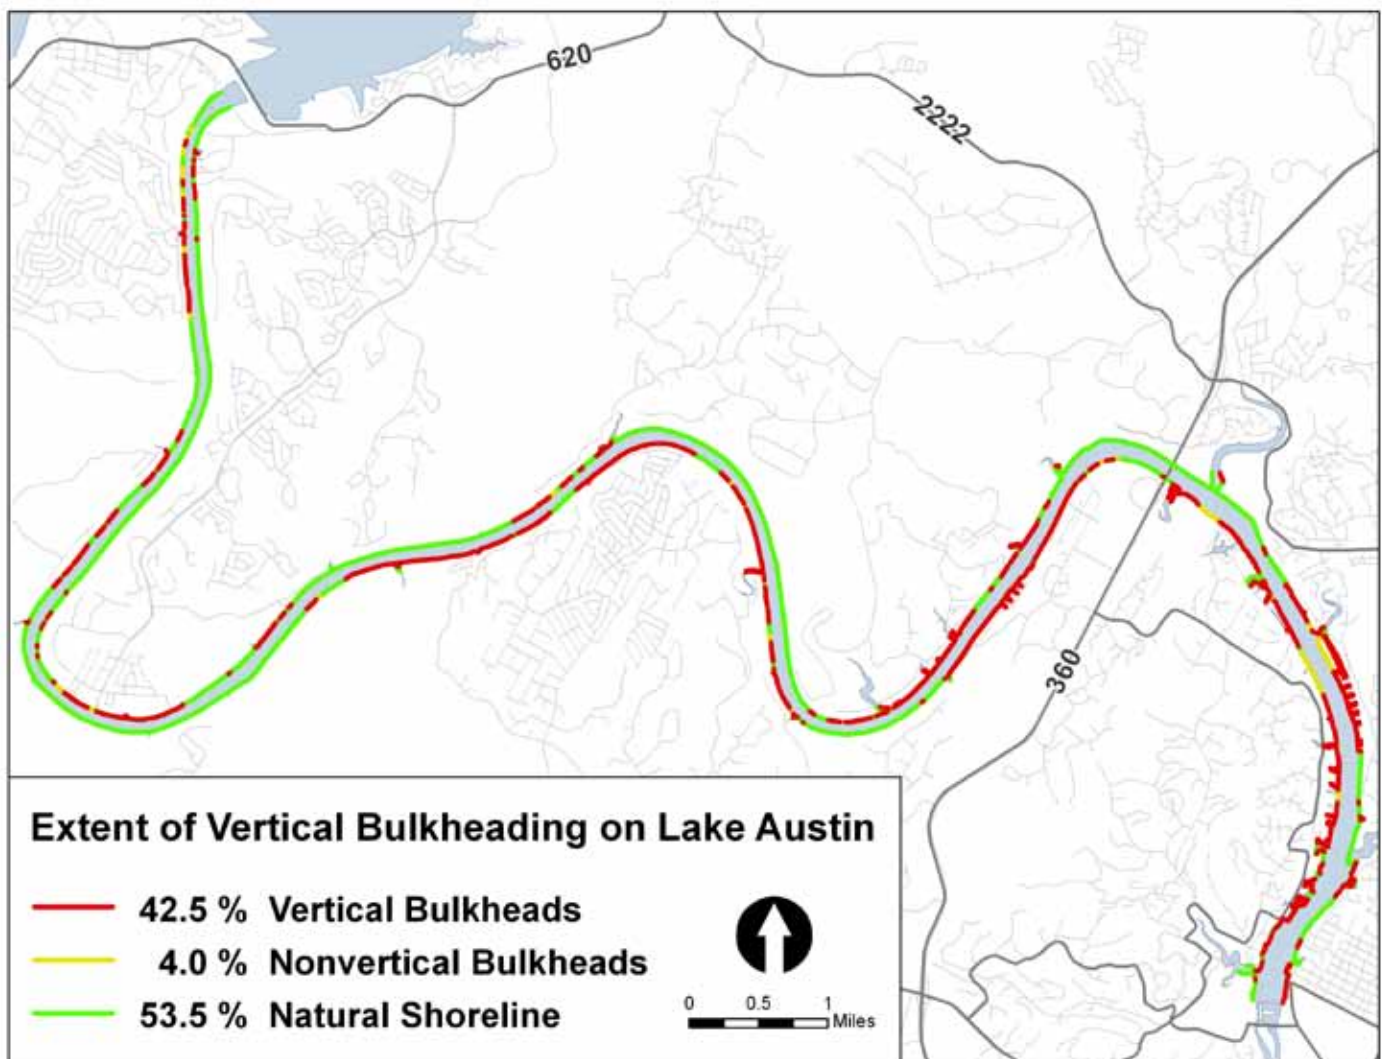 620
2222
360
Extent of Vertical Bulkheading on Lake Austin
42.5 % Vertical Bulkheads
4.0 % Nonvertical Bulkheads
53.5 % Natural Shoreline
0 0.5 1
Miles